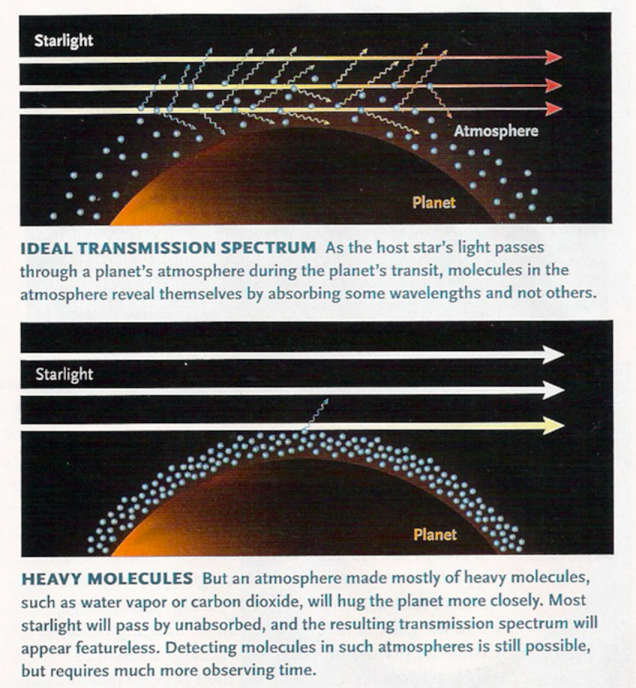 Starlight
Atmosphere
Planet
IDEAL TRANSMISSION SPECTRUM As the host star's light passes
through a planet's atmosphere during the planet's transit, molecules in the
atmosphere reveal themselves by absorbing some wavelengths and not others.
Starlight
Planet
HEAVY MOLECULES But an atmosphere made mostly of heavy molecules,
such as water vapor or carbon dioxide, will hug the planet more closely. Most
starlight will pass by unabsorbed, and the resulting transmission spectrum will
appear featureless. Detecting molecules in such atmospheres is still possible,
but requires much more observing time.